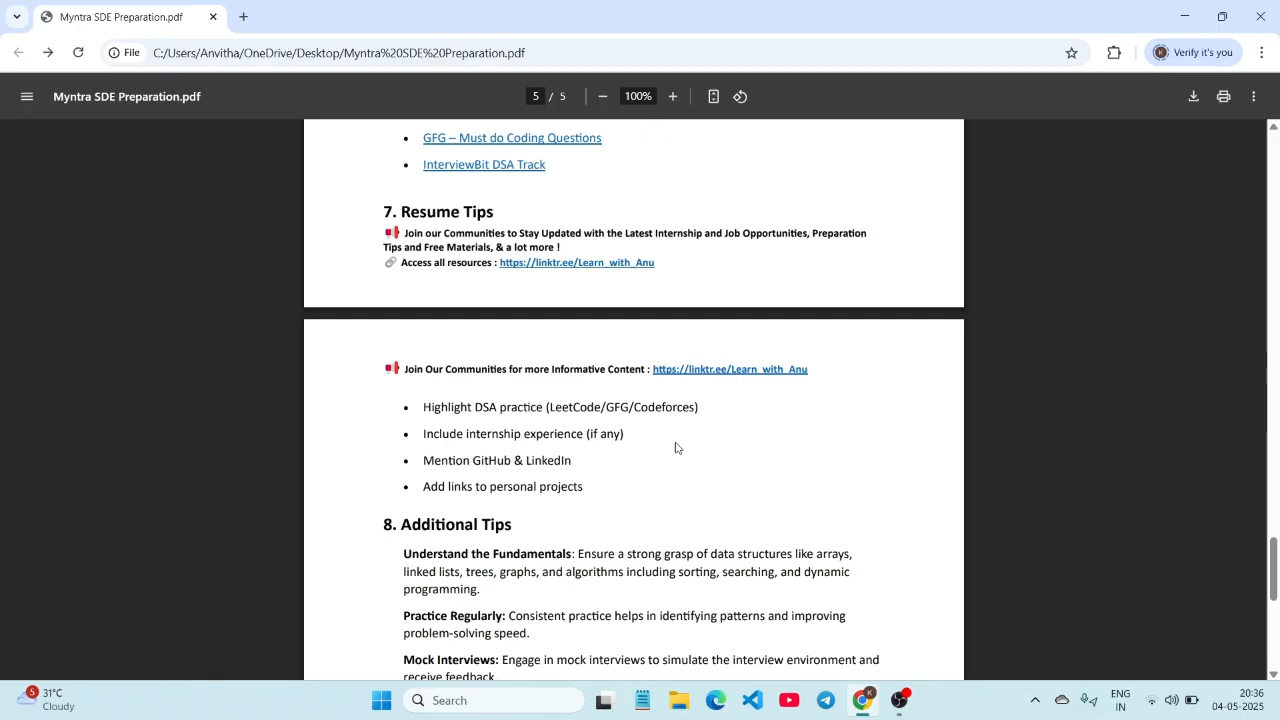 Myntra SDE Preparation.pdf
File
C:/Users/Anvitha/OneDrive/Desktop/Myntra%20SDE%20Preparation.pdf
Verify it's you
Myntra SDE Preparation.pdf
5 / 5
100%
• GFG – Must do Coding Questions
• InterviewBit DSA Track
7. Resume Tips
Join our Communities to Stay Updated with the Latest Internship and Job Opportunities, Preparation
Tips and Free Materials, & a lot more !
Access all resources : https://linktr.ee/Learn_with_Anu
Join Our Communities for more Informative Content : https://linktr.ee/Learn_with_Anu
• Highlight DSA practice (LeetCode/GFG/Codeforces)
• Include internship experience (if any)
• Mention GitHub & LinkedIn
• Add links to personal projects
8. Additional Tips
Understand the Fundamentals: Ensure a strong grasp of data structures like arrays,
linked lists, trees, graphs, and algorithms including sorting, searching, and dynamic
programming.
Practice Regularly: Consistent practice helps in identifying patterns and improving
problem-solving speed.
Mock Interviews: Engage in mock interviews to simulate the interview environment and
receive feedback
5
31°C
Cloudy
Search
K
ENG
IN
20:36
04-05-2025